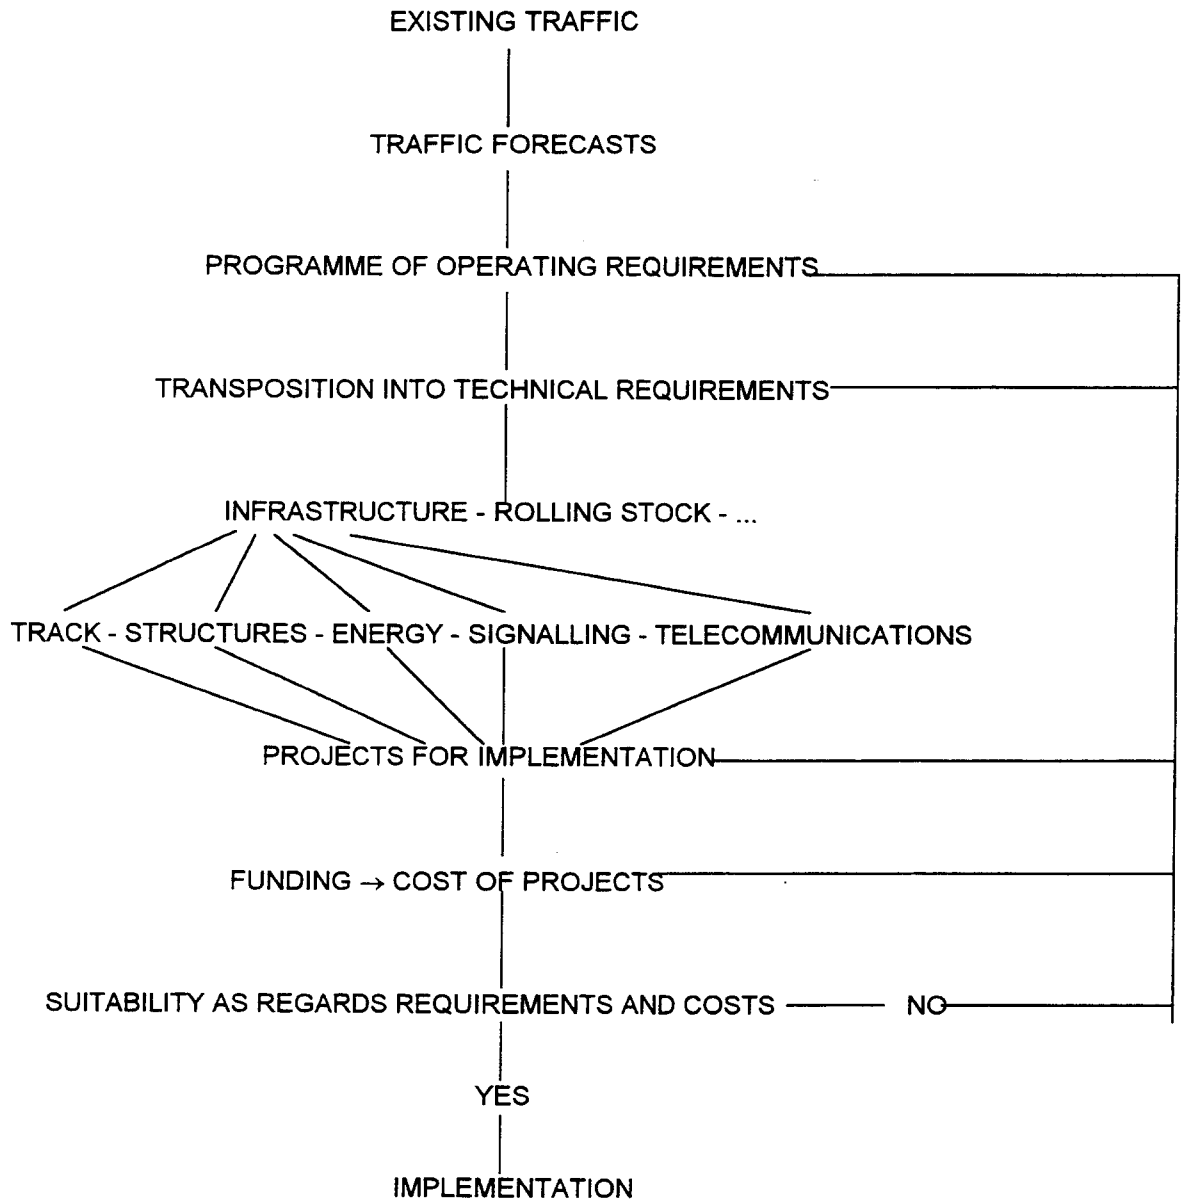 EXISTING TRAFFIC
TRAFFIC FORECASTS
PROGRAMME OF OPERATING REQUIREMENTS
TRANSPOSITION INTO TECHNICAL REQUIREMENTS
INFRASTRUCTURE - ROLLING STOCK - ...
TRACK - STRUCTURES - ENERGY - SIGNALLING - TELECOMMUNICATIONS
PROJECTS FOR IMPLEMENTATION
FUNDING → COST OF PROJECTS
SUITABILITY AS REGARDS REQUIREMENTS AND COSTS NO
YES
IMPLEMENTATION